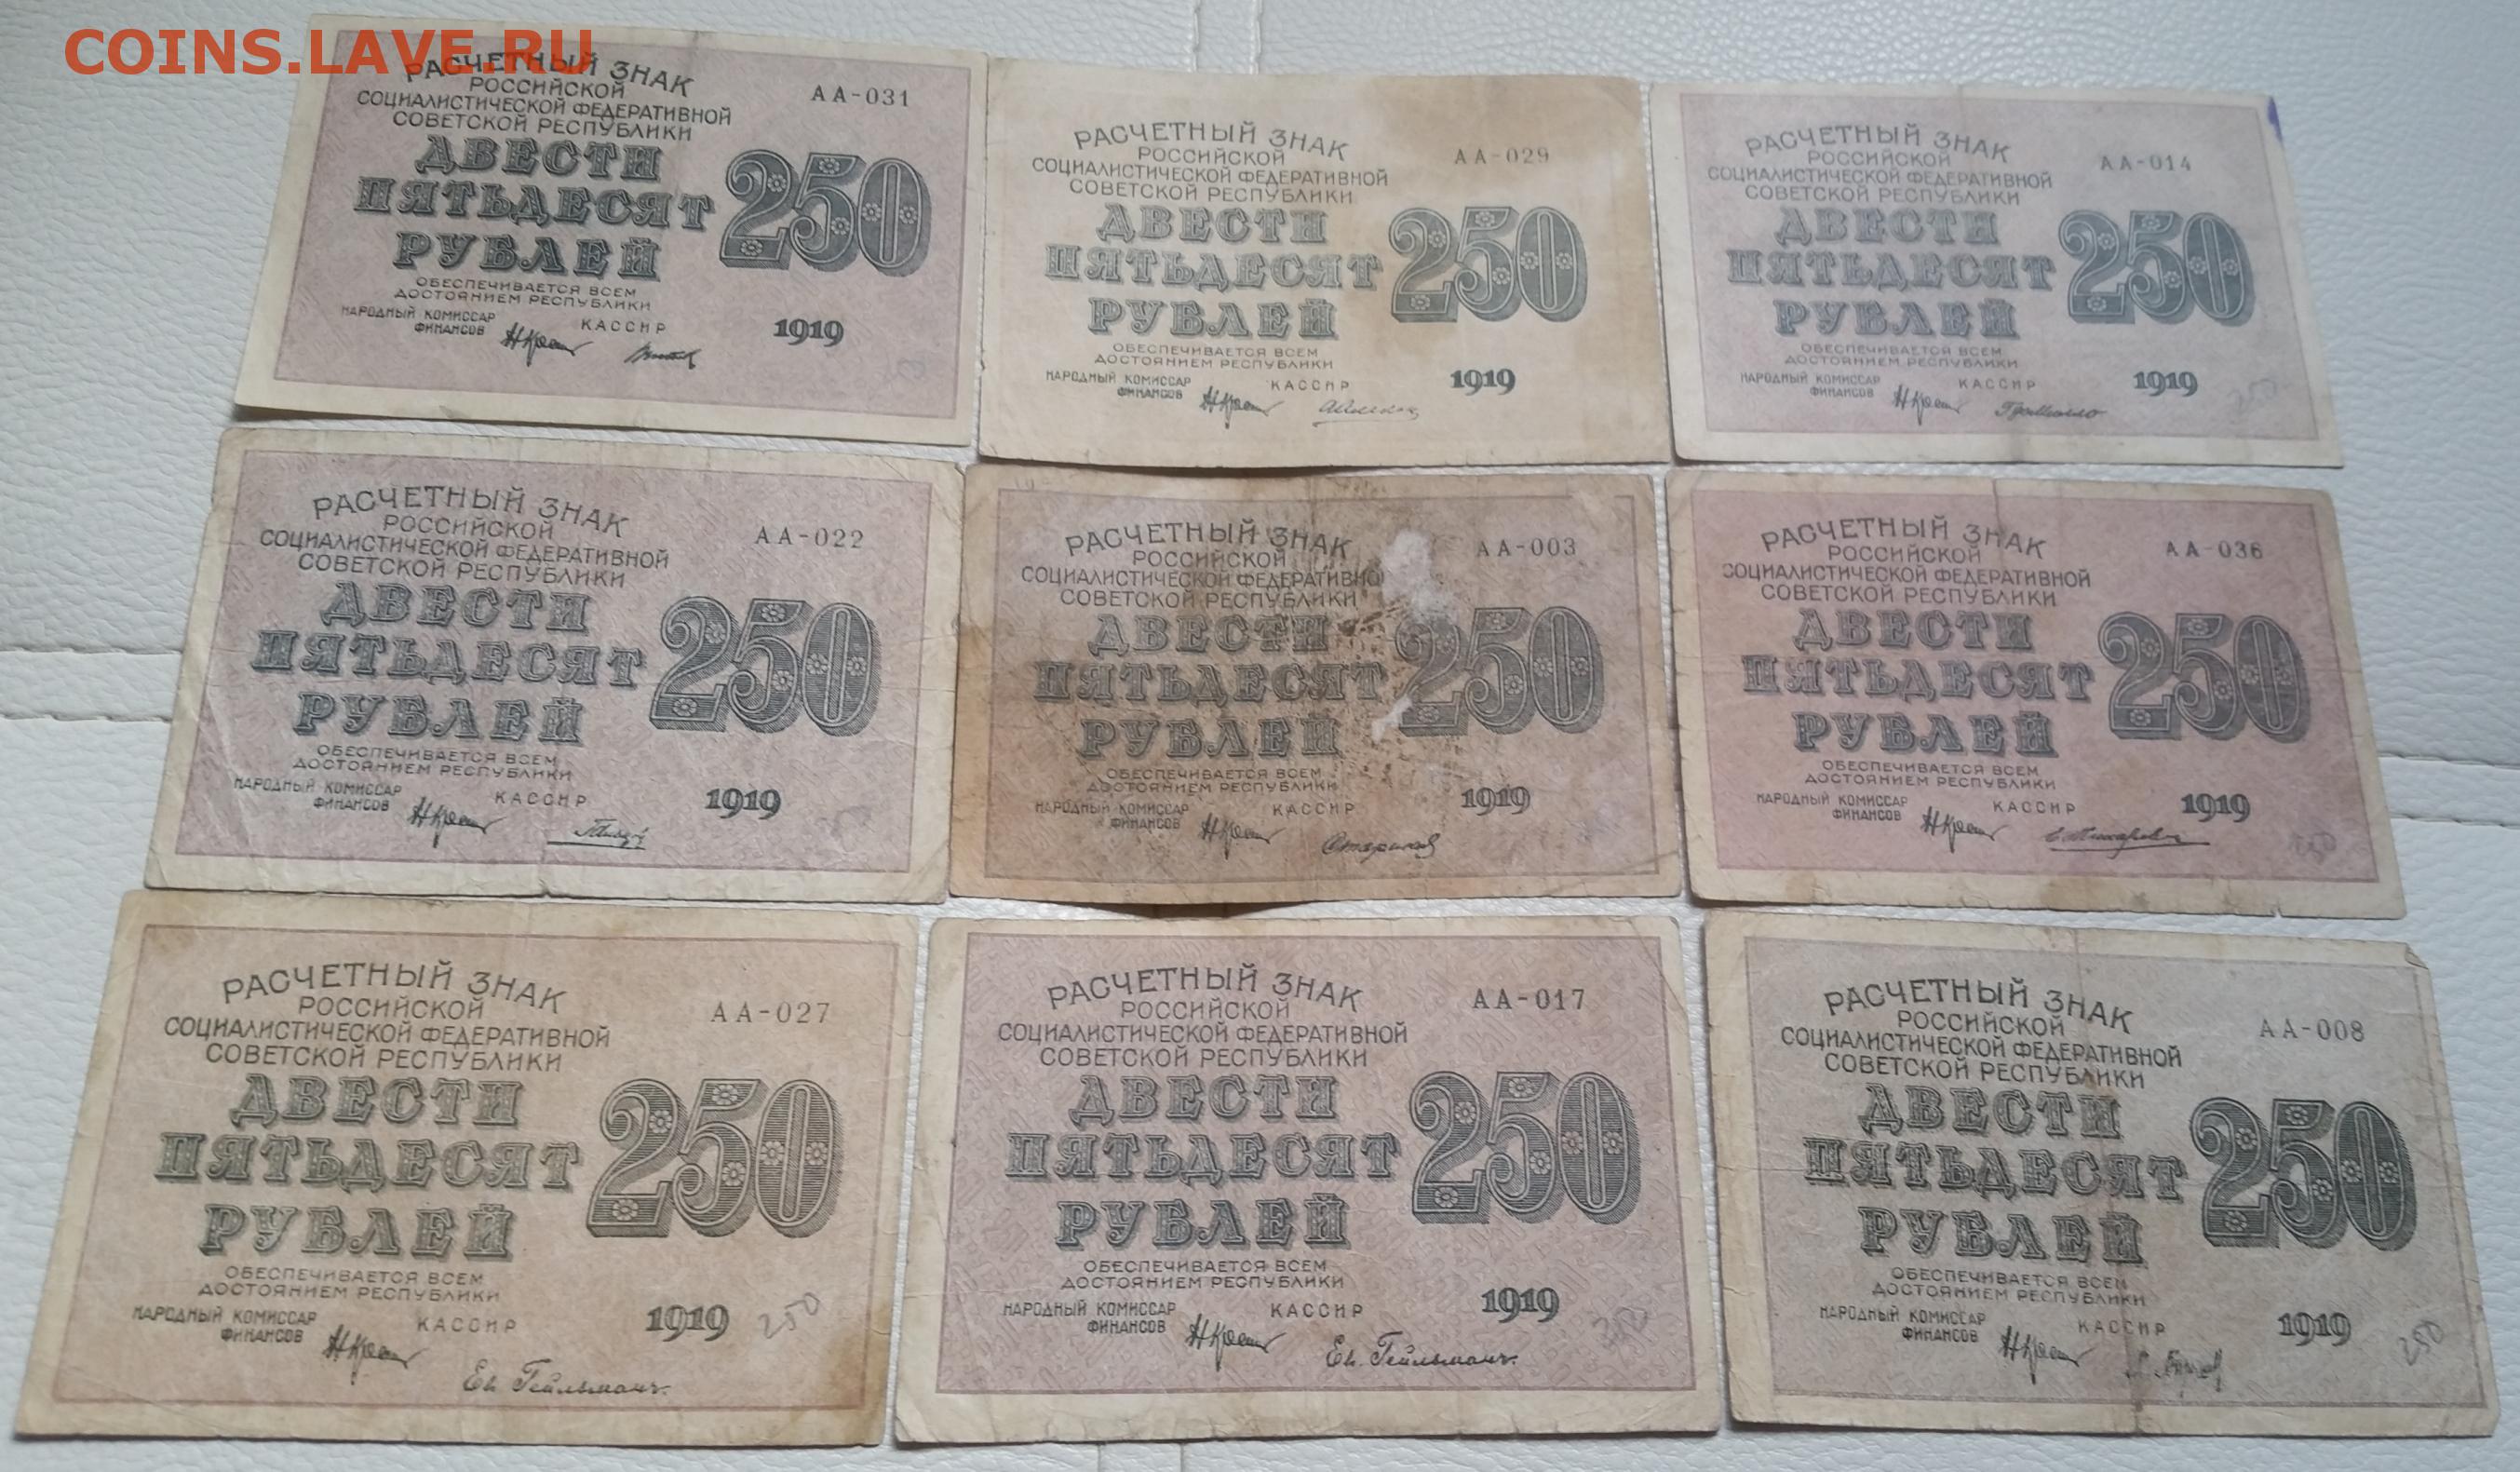 COINS.LAVE.RU
РАСЧЕТНЫЙ ЗНАК
РОССИЙСКОЙ
СОЦИАЛИСТИЧЕСКОЙ ФЕДЕРАТИВНОЙ
СОВЕТСКОЙ РЕСПУБЛИКИ
АА-031
ДВЕСТИ
ПЯТЬДЕСЯТ
РУБЛЕЙ
250
ОБЕСПЕЧИВАЕТСЯ ВСЕМ
ДОСТОЯНИЕМ РЕСПУБЛИКИ
НАРОДНЫЙ КОМИССАР
ФИНАНСОВ
КАССИР
1919
РАСЧЕТНЫЙ ЗНАК
РОССИЙСКОЙ
СОЦИАЛИСТИЧЕСКОЙ ФЕДЕРАТИВНОЙ
СОВЕТСКОЙ РЕСПУБЛИКИ
АА-029
ДВЕСТИ
ПЯТЬДЕСЯТ
РУБЛЕЙ
250
ОБЕСПЕЧИВАЕТСЯ ВСЕМ
ДОСТОЯНИЕМ РЕСПУБЛИКИ
НАРОДНЫЙ КОМИССАР
ФИНАНСОВ
КАССИР
1919
РАСЧЕТНЫЙ ЗНАК
РОССИЙСКОЙ
СОЦИАЛИСТИЧЕСКОЙ ФЕДЕРАТИВНОЙ
СОВЕТСКОЙ РЕСПУБЛИКИ
АА-014
ДВЕСТИ
ПЯТЬДЕСЯТ
РУБЛЕЙ
250
ОБЕСПЕЧИВАЕТСЯ ВСЕМ
ДОСТОЯНИЕМ РЕСПУБЛИКИ
НАРОДНЫЙ КОМИССАР
ФИНАНСОВ
КАССИР
1919
250
РАСЧЕТНЫЙ ЗНАК
РОССИЙСКОЙ
СОЦИАЛИСТИЧЕСКОЙ ФЕДЕРАТИВНОЙ
СОВЕТСКОЙ РЕСПУБЛИКИ
АА-022
ДВЕСТИ
ПЯТЬДЕСЯТ
РУБЛЕЙ
250
ОБЕСПЕЧИВАЕТСЯ ВСЕМ
ДОСТОЯНИЕМ РЕСПУБЛИКИ
НАРОДНЫЙ КОМИССАР
ФИНАНСОВ
КАССИР
1919
РАСЧЕТНЫЙ ЗНАК
РОССИЙСКОЙ
СОЦИАЛИСТИЧЕСКОЙ ФЕДЕРАТИВНО
СОВЕТСКОЙ РЕСПУБЛИКИ
АА-003
ДВЕСТИ
ПЯТЬДЕСЯТ
РУБЛЕЙ
250
ОБЕСПЕЧИВАЕТСЯ ВСЕМ
ДОСТОЯНИЕМ РЕСПУБЛИКИ
НАРОДНЫЙ КОМИССАР
ФИНАНСОВ
КАССИР
1919
РАСЧЕТНЫЙ ЗНАК
РОССИЙСКОЙ
СОЦИАЛИСТИЧЕСКОЙ ФЕДЕРАТИВНОЙ
СОВЕТСКОЙ РЕСПУБЛИКИ
АА-036
ДВЕСТИ
ПЯТЬДЕСЯТ
РУБЛЕЙ
250
ОБЕСПЕЧИВАЕТСЯ ВСЕМ
ДОСТОЯНИЕМ РЕСПУБЛИКИ
НАРОДНЫЙ КОМИССАР
ФИНАНСОВ
КАССИР
1919
250
РАСЧЕТНЫЙ ЗНАК
РОССИЙСКОЙ
СОЦИАЛИСТИЧЕСКОЙ ФЕДЕРАТИВНОЙ
СОВЕТСКОЙ РЕСПУБЛИКИ
АА-027
ДВЕСТИ
ПЯТЬДЕСЯТ
РУБЛЕЙ
250
ОБЕСПЕЧИВАЕТСЯ ВСЕМ
ДОСТОЯНИЕМ РЕСПУБЛИКИ
НАРОДНЫЙ КОМИССАР
ФИНАНСОВ
КАССИР
1919
250
Ев. Гейльманъ.
РАСЧЕТНЫЙ ЗНАК
РОССИЙСКОЙ
СОЦИАЛИСТИЧЕСКОЙ ФЕДЕРАТИВНОЙ
СОВЕТСКОЙ РЕСПУБЛИКИ
АА-017
ДВЕСТИ
ПЯТЬДЕСЯТ
РУБЛЕЙ
250
ОБЕСПЕЧИВАЕТСЯ ВСЕМ
ДОСТОЯНИЕМ РЕСПУБЛИКИ
НАРОДНЫЙ КОМИССАР
ФИНАНСОВ
КАССИР
1919
250
Ев. Гейльманъ.
РАСЧЕТНЫЙ ЗНАК
РОССИЙСКОЙ
СОЦИАЛИСТИЧЕСКОЙ ФЕДЕРАТИВНОЙ
СОВЕТСКОЙ РЕСПУБЛИКИ
АА-008
ДВЕСТИ
ПЯТЬДЕСЯТ
РУБЛЕЙ
250
ОБЕСПЕЧИВАЕТСЯ ВСЕМ
ДОСТОЯНИЕМ РЕСПУБЛИКИ
НАРОДНЫЙ КОМИССАР
ФИНАНСОВ
КАССИР
1919
250